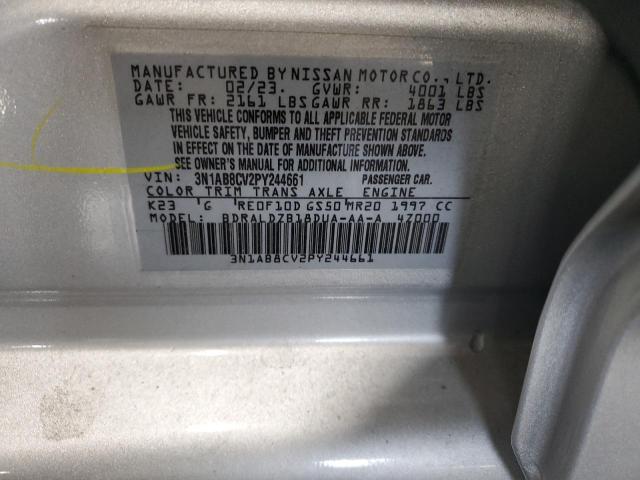 MANUFACTURED BY NISSAN MOTOR CO., LTD.
DATE: 02/23. GVWR: 4001 LBS
GAWR FR: 2161 LBS GAWR RR: 1863 LBS
THIS VEHICLE CONFORMS TO ALL APPLICABLE FEDERAL MOTOR
VEHICLE SAFETY, BUMPER AND THEFT PREVENTION STANDARDS
IN EFFECT ON THE DATE OF MANUFACTURE SHOWN ABOVE.
SEE OWNER'S MANUAL FOR ADDITIONAL INFORMATION.
VIN: 3N1AB8CV2PY244661 PASSENGER CAR.
COLOR TRIM TRANS AXLE ENGINE
K23 G RE0F10D GS50 MR20 1997 CC
MODEL: BDRALDZB18DUA-AA-A 4Z000
3N1AB8CV2PY244661